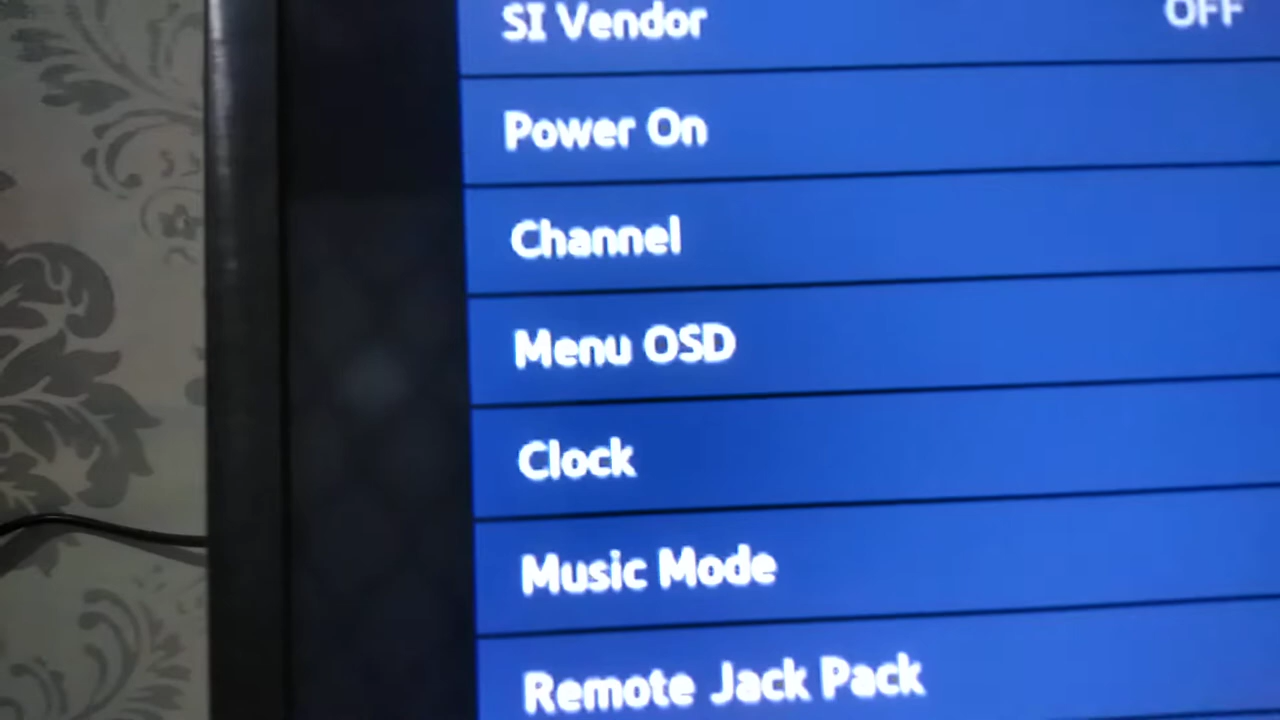 SI Vendor OFF
Power On
Channel
Menu OSD
Clock
Music Mode
Remote Jack Pack